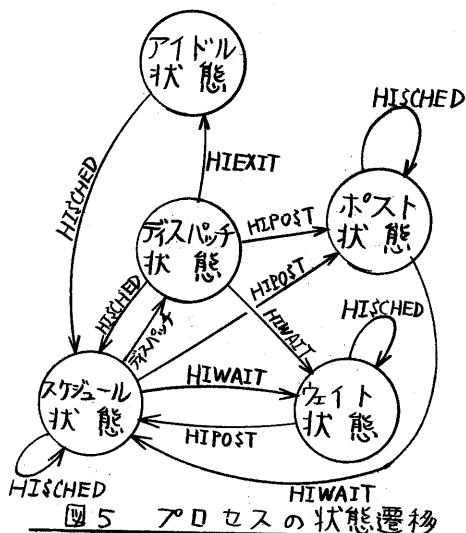 アイドル
状態
HISCHED
HISCHED
HIEXIT
ディスパッチ
状態
HIPOST
ポスト
状態
HISCHED
ディスパッチ
HIPOST
HIWAIT
HISCHED
スケジュール
状態
HIWAIT
HIPOST
ウェイト
状態
HISCHED
HIWAIT
図5 プロセスの状態遷移